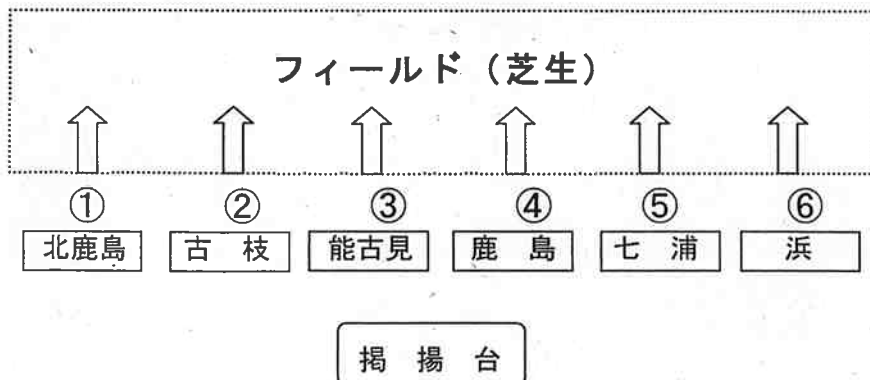 フィールド（芝生）
① ② ③ ④ ⑤ ⑥
北鹿島 古枝 能古見 鹿島 七浦 浜
掲揚台